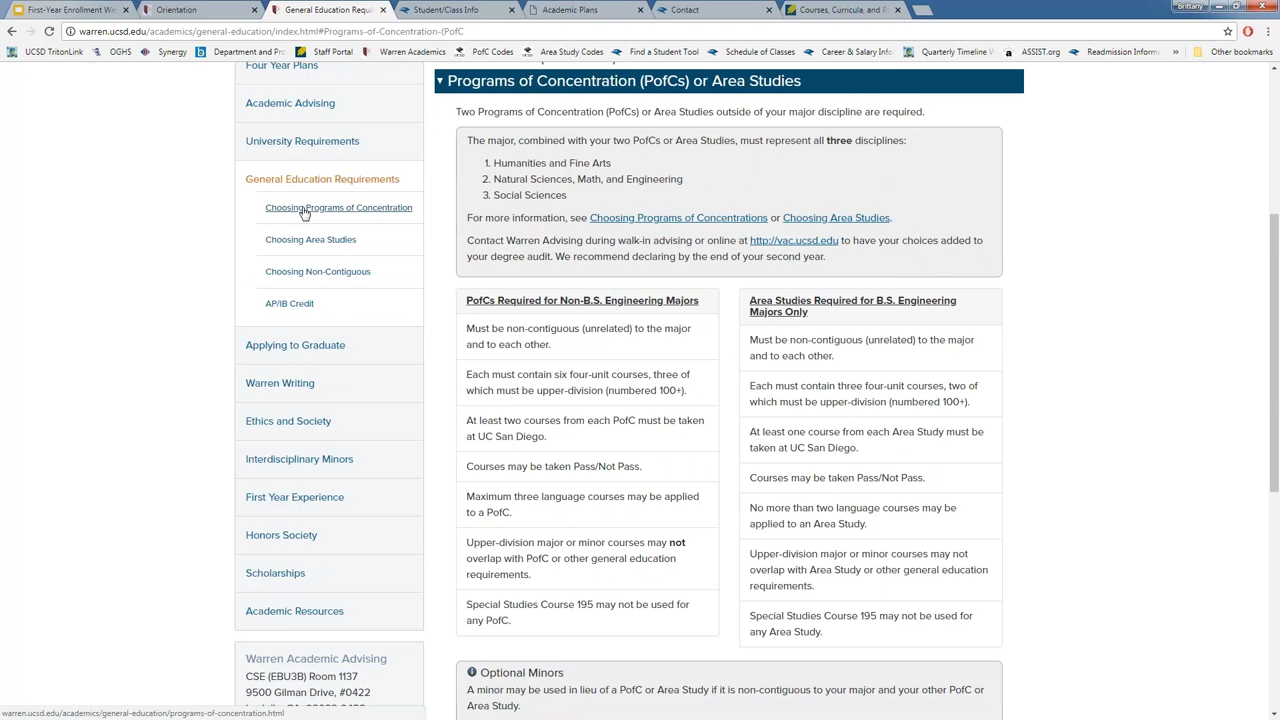 First-Year Enrollment We
Orientation
General Education Requir
Student/Class Info
Academic Plans
Contact
Courses, Curricula, and P
Brittany
warren.ucsd.edu/academics/general-education/index.html#Programs-of-Concentration-(PofC
UCSD TritonLink
OGHS
Synergy
Department and Pro
Staff Portal
Warren Academics
PofC Codes
Area Study Codes
Find a Student Tool
Schedule of Classes
Career & Salary Info
Quarterly Timeline
ASSIST.org
Readmission Inform
»
Other bookmarks
Four Year Plans
Academic Advising
University Requirements
General Education Requirements
Choosing Programs of Concentration
Choosing Area Studies
Choosing Non-Contiguous
AP/IB Credit
Applying to Graduate
Warren Writing
Ethics and Society
Interdisciplinary Minors
First Year Experience
Honors Society
Scholarships
Academic Resources
Warren Academic Advising
CSE (EBU3B) Room 1137
9500 Gilman Drive, #0422
Programs of Concentration (PofCs) or Area Studies
Two Programs of Concentration (PofCs) or Area Studies outside of your major discipline are required.
The major, combined with your two PofCs or Area Studies, must represent all three disciplines:
1. Humanities and Fine Arts
2. Natural Sciences, Math, and Engineering
3. Social Sciences
For more information, see Choosing Programs of Concentrations or Choosing Area Studies.
Contact Warren Advising during walk-in advising or online at http://vac.ucsd.edu to have your choices added to
your degree audit. We recommend declaring by the end of your second year.
PofCs Required for Non-B.S. Engineering Majors
Must be non-contiguous (unrelated) to the major
and to each other.
Each must contain six four-unit courses, three of
which must be upper-division (numbered 100+).
At least two courses from each PofC must be taken
at UC San Diego.
Courses may be taken Pass/Not Pass.
Maximum three language courses may be applied
to a PofC.
Upper-division major or minor courses may not
overlap with PofC or other general education
requirements.
Special Studies Course 195 may not be used for
any PofC.
Area Studies Required for B.S. Engineering
Majors Only
Must be non-contiguous (unrelated) to the major
and to each other.
Each must contain three four-unit courses, two of
which must be upper-division (numbered 100+).
At least one course from each Area Study must be
taken at UC San Diego.
Courses may be taken Pass/Not Pass.
No more than two language courses may be
applied to an Area Study.
Upper-division major or minor courses may not
overlap with Area Study or other general education
requirements.
Special Studies Course 195 may not be used for
any Area Study.
Optional Minors
A minor may be used in lieu of a PofC or Area Study if it is non-contiguous to your major and your other PofC or
Area Study.
warren.ucsd.edu/academics/general-education/programs-of-concentration.html